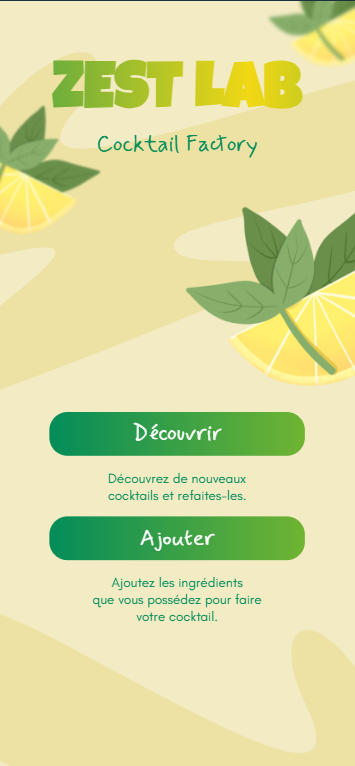 ZEST LAB
Cocktail Factory
Découvrir
Découvrez de nouveaux
cocktails et refaites-les.
Ajouter
Ajoutez les ingrédients
que vous possédez pour faire
votre cocktail.